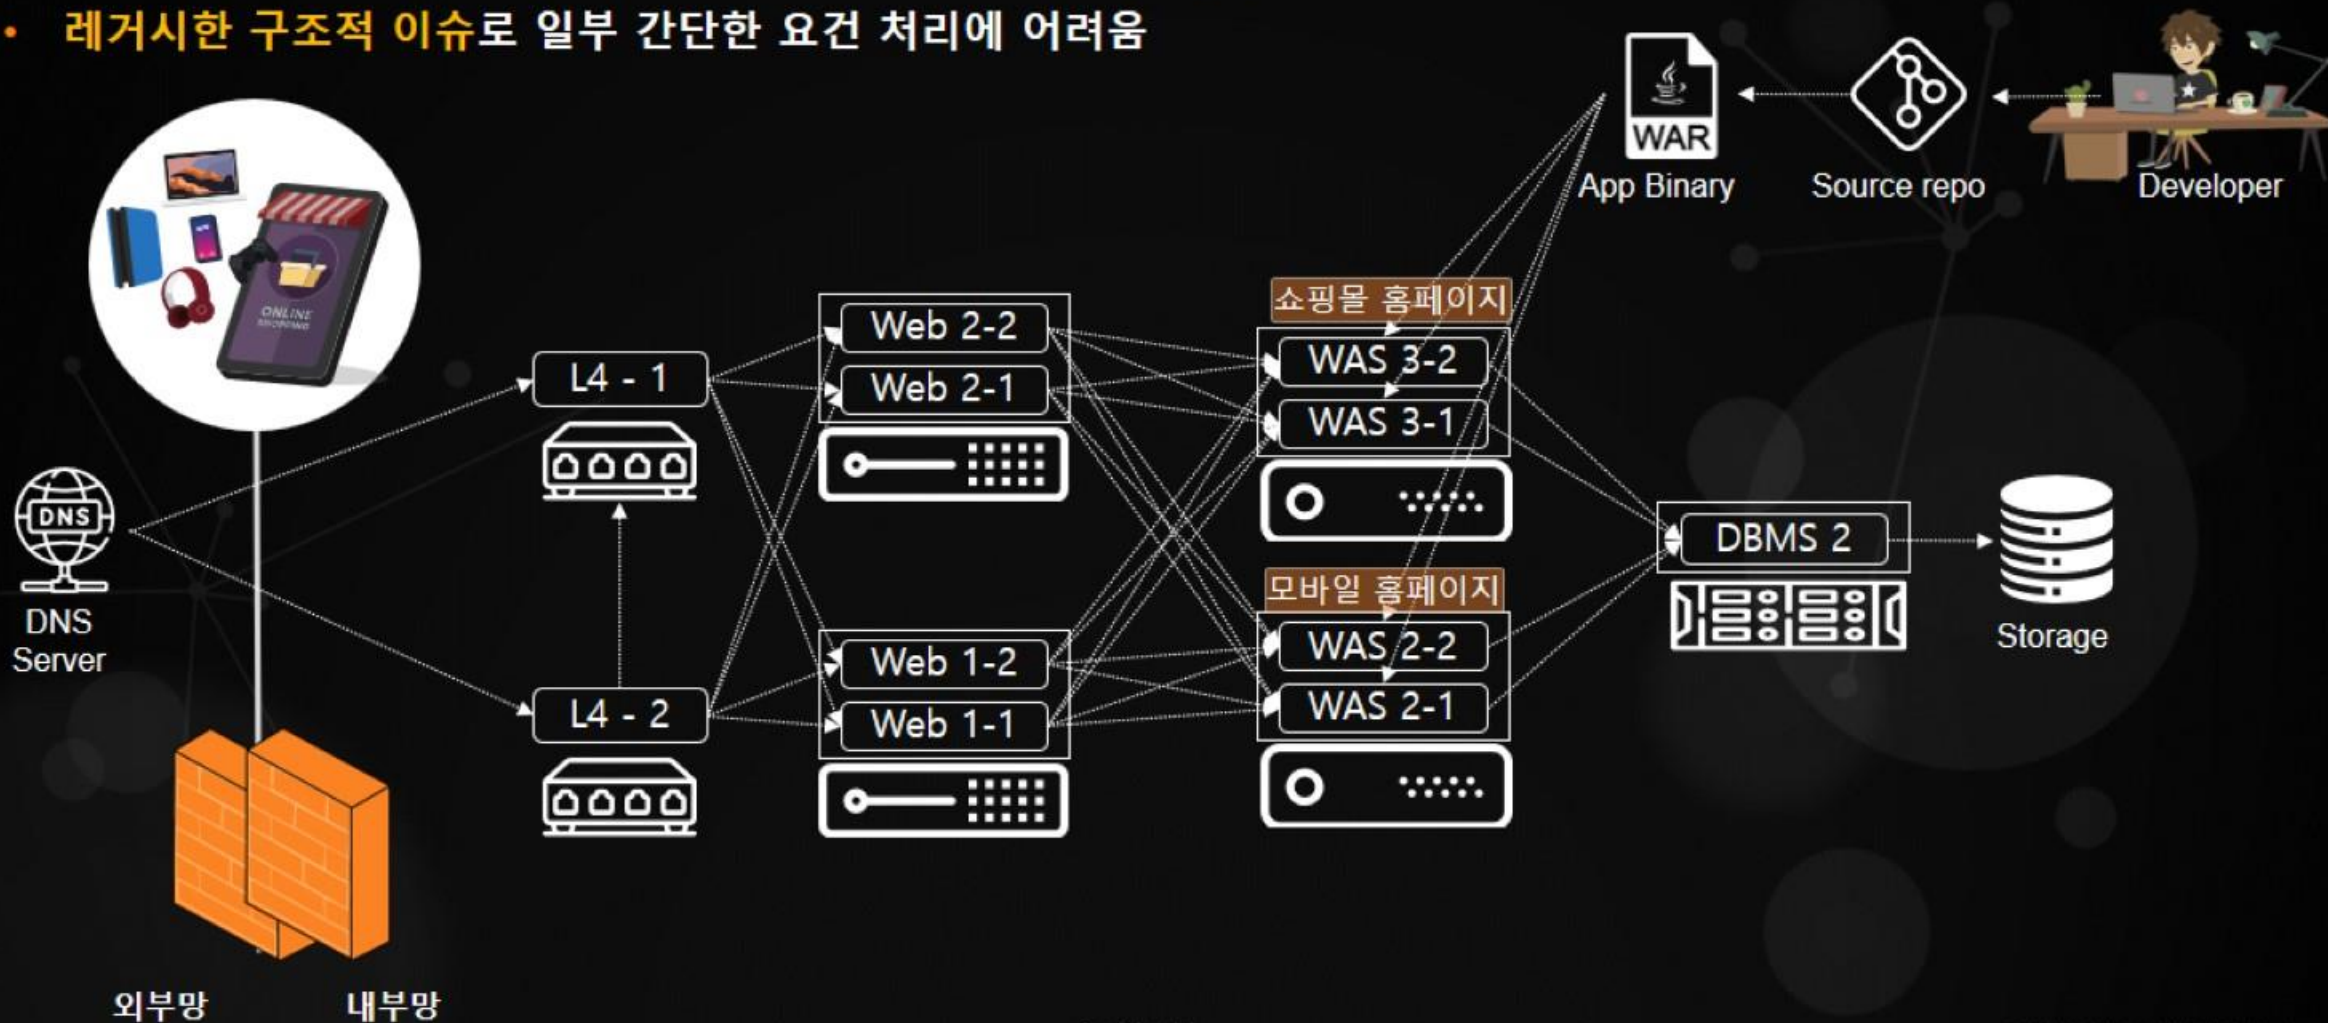 • 레거시한 구조적 이슈로 일부 간단한 요건 처리에 어려움
WAR
App Binary
Source repo
Developer
ONLINE
SHOPPING
쇼핑몰 홈페이지
Web 2-2
Web 2-1
WAS 3-2
WAS 3-1
L4 - 1
DNS
DNS
Server
DBMS 2
Storage
모바일 홈페이지
Web 1-2
Web 1-1
WAS 2-2
WAS 2-1
L4 - 2
외부망
내부망